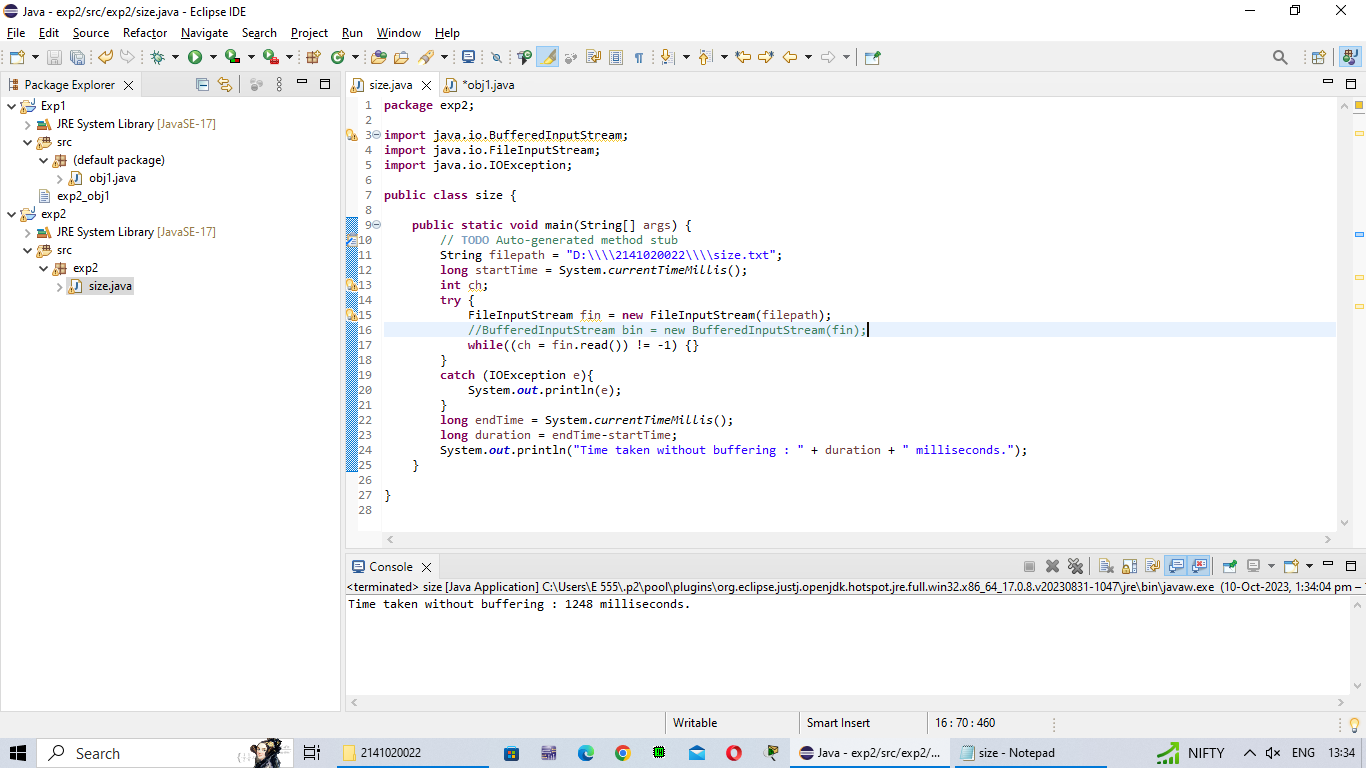 Java - exp2/src/exp2/size.java - Eclipse IDE
File Edit Source Refactor Navigate Search Project Run Window Help
Package Explorer
Exp1
JRE System Library [JavaSE-17]
src
(default package)
obj1.java
exp2_obj1
exp2
JRE System Library [JavaSE-17]
src
exp2
size.java
size.java *obj1.java
1 package exp2;
2
3 import java.io.BufferedInputStream;
4 import java.io.FileInputStream;
5 import java.io.IOException;
6
7 public class size {
8
9 public static void main(String[] args) {
10 // TODO Auto-generated method stub
11 String filepath = "D:\\\\2141020022\\\\size.txt";
12 long startTime = System.currentTimeMillis();
13 int ch;
14 try {
15 FileInputStream fin = new FileInputStream(filepath);
16 //BufferedInputStream bin = new BufferedInputStream(fin);
17 while((ch = fin.read()) != -1) {}
18 }
19 catch (IOException e){
20 System.out.println(e);
21 }
22 long endTime = System.currentTimeMillis();
23 long duration = endTime-startTime;
24 System.out.println("Time taken without buffering : " + duration + " milliseconds.");
25 }
26
27 }
28
Console
<terminated> size [Java Application] C:\Users\E 555\.p2\pool\plugins\org.eclipse.justj.openjdk.hotspot.jre.full.win32.x86_64_17.0.8.v20230831-1047\jre\bin\javaw.exe (10-Oct-2023, 1:34:04 pm –
Time taken without buffering : 1248 milliseconds.
Writable Smart Insert 16 : 70 : 460
Search 2141020022 Java - exp2/src/exp2/... size - Notepad NIFTY ENG 13:34